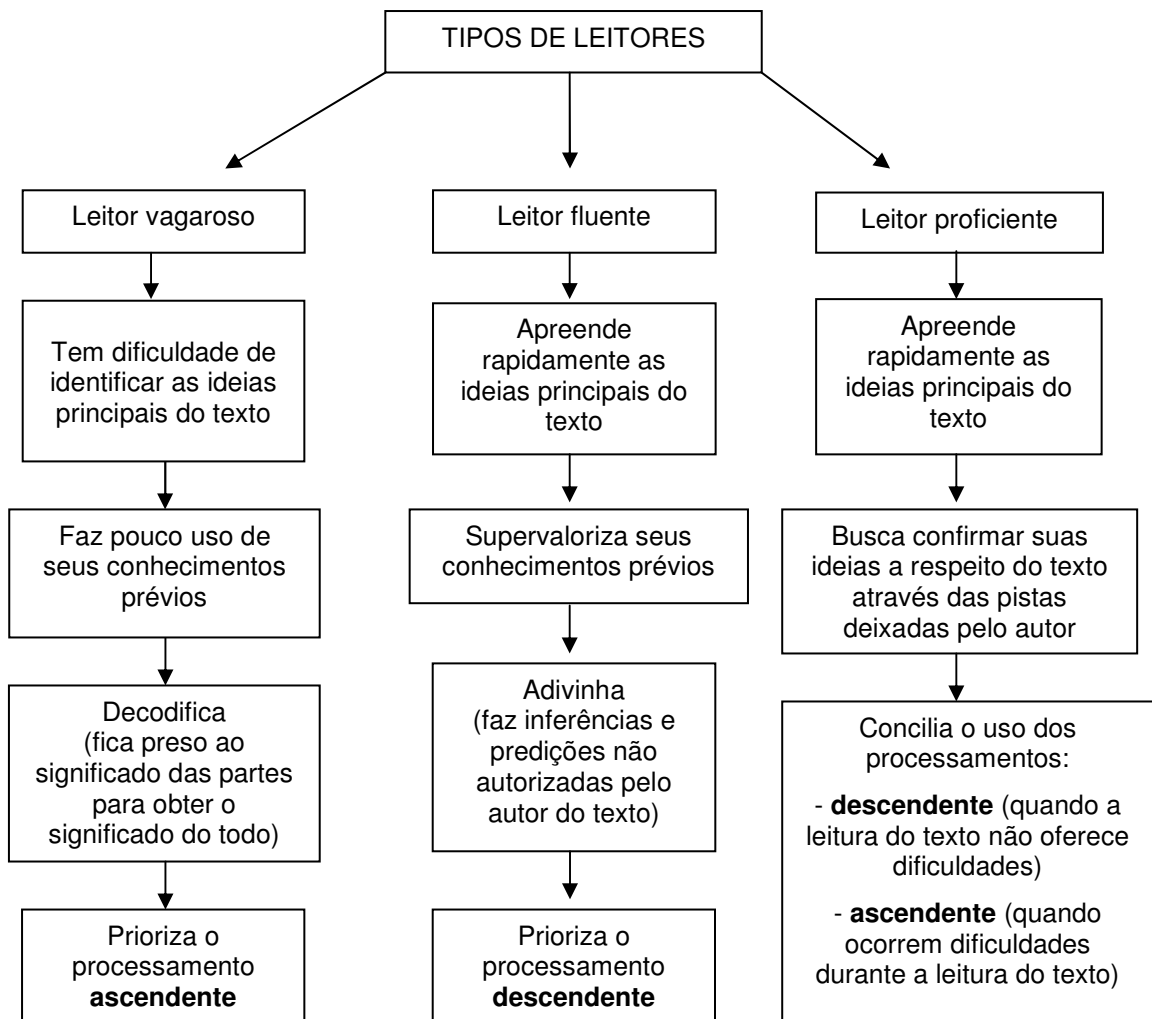 TIPOS DE LEITORES
Leitor vagaroso
Tem dificuldade de
identificar as ideias
principais do texto
Faz pouco uso de
seus conhecimentos
prévios
Decodifica
(fica preso ao
significado das partes
para obter o
significado do todo)
Prioriza o
processamento
ascendente
Leitor fluente
Apreende
rapidamente as
ideias principais do
texto
Supervaloriza seus
conhecimentos prévios
Adivinha
(faz inferências e
predições não
autorizadas pelo
autor do texto)
Prioriza o
processamento
descendente
Leitor proficiente
Apreende
rapidamente as
ideias principais do
texto
Busca confirmar suas
ideias a respeito do texto
através das pistas
deixadas pelo autor
Concilia o uso dos
processamentos:
- descendente (quando a
leitura do texto não oferece
dificuldades)
- ascendente (quando
ocorrem dificuldades
durante a leitura do texto)